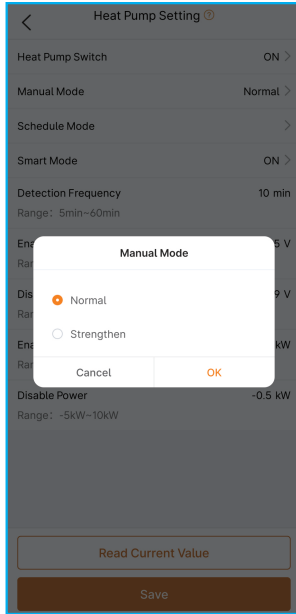 Heat Pump Setting ?
Heat Pump Switch ON >
Manual Mode Normal >
Schedule Mode >
Smart Mode ON >
Detection Frequency 10 min
Range: 5min~60min
Manual Mode
Normal
Strengthen
Cancel OK
kW
Disable Power -0.5 kW
Range: -5kW~10kW
Read Current Value
Save